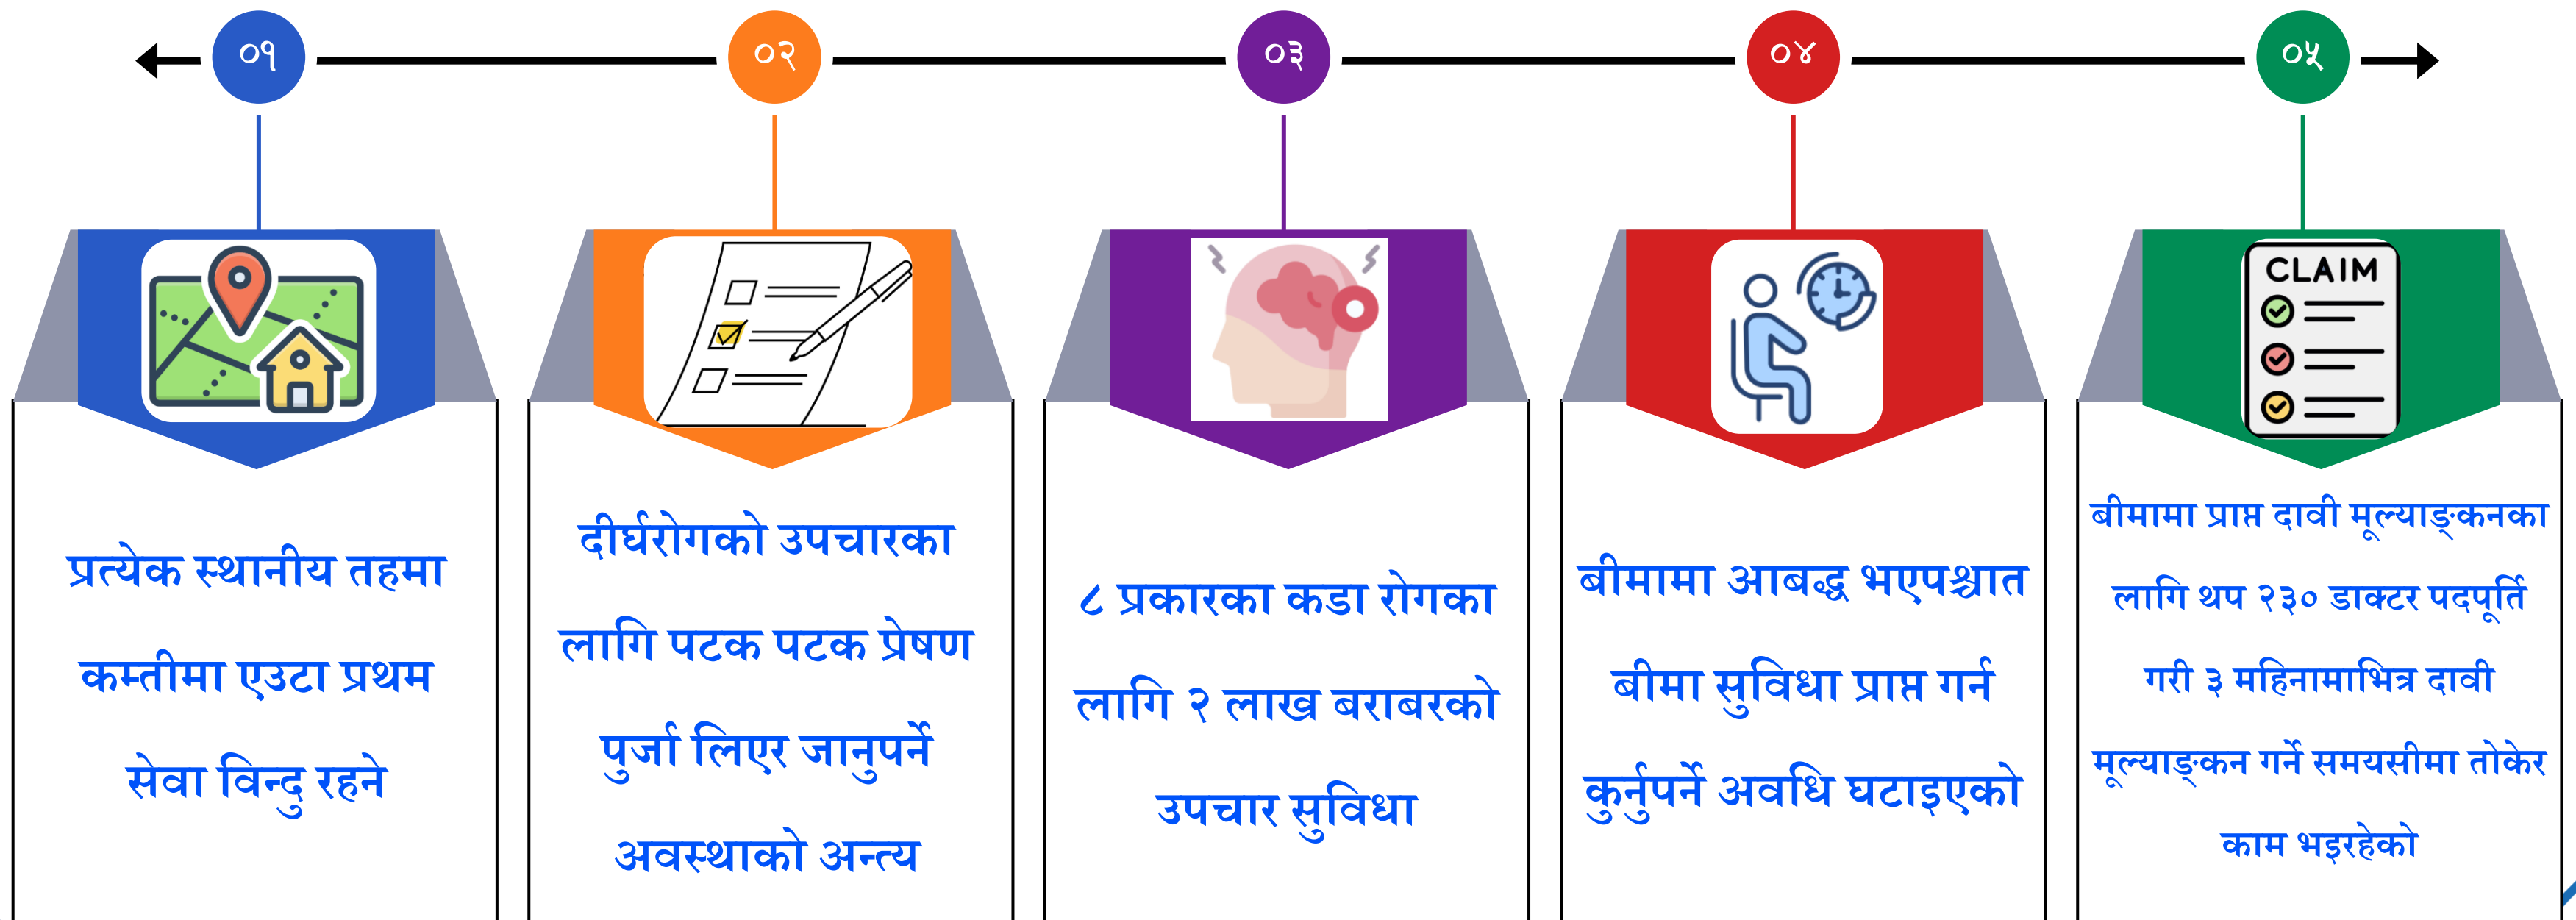 ०१
०२
०३
०४
०५
CLAIM
प्रत्येक स्थानीय तहमा
कम्तीमा एउटा प्रथम
सेवा विन्दु रहने
दीर्घरोगको उपचारका
लागि पटक पटक प्रेषण
पुर्जा लिएर जानुपर्ने
अवस्थाको अन्त्य
८ प्रकारका कडा रोगका
लागि २ लाख बराबरको
उपचार सुविधा
बीमामा आबद्ध भएपश्चात
बीमा सुविधा प्राप्त गर्न
कुर्नुपर्ने अवधि घटाइएको
बीमामा प्राप्त दावी मूल्याङ्कनका
लागि थप २३० डाक्टर पदपूर्ति
गरी ३ महिनामाभित्र दावी
मूल्याङ्कन गर्ने समयसीमा तोकेर
काम भइरहेको